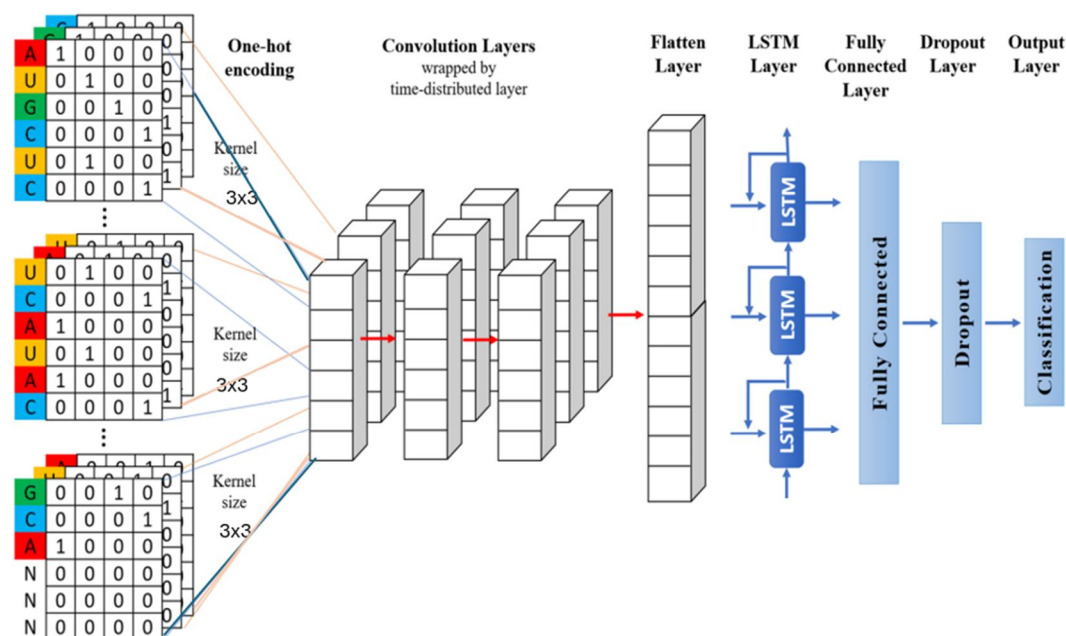 One-hot
encoding
Convolution Layers
wrapped by
time-distributed layer
Flatten
Layer
LSTM
Layer
Fully
Connected
Layer
Dropout
Layer
Output
Layer
A 1 0 0 0
U 0 1 0 0
G 0 0 1 0
C 0 0 0 1
U 0 1 0 0
C 0 0 0 1
Kernel
size
3x3
U 0 1 0 0
C 0 0 0 1
A 1 0 0 0
U 0 1 0 0
A 1 0 0 0
C 0 0 0 1
Kernel
size
3x3
G 0 0 1 0
C 0 0 0 1
A 1 0 0 0
N 0 0 0 0
N 0 0 0 0
N 0 0 0 0
Kernel
size
3x3
LSTM
LSTM
LSTM
Fully Connected
Dropout
Classification